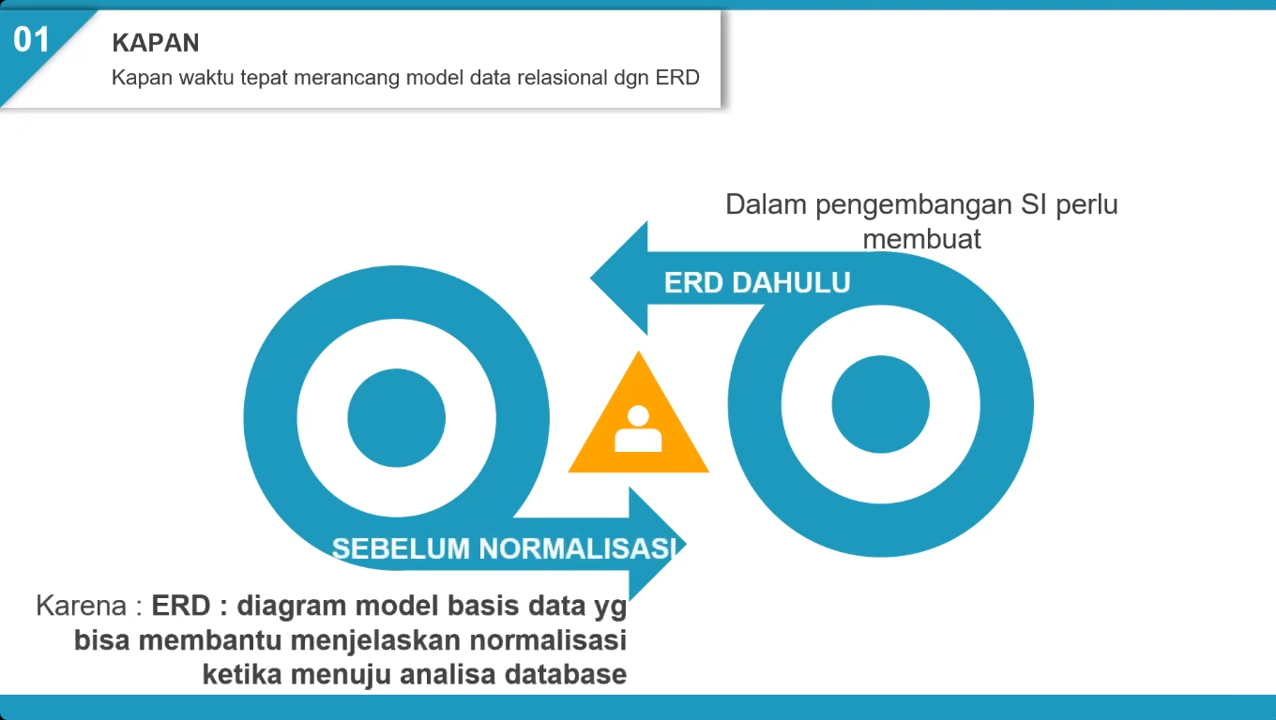 01
KAPAN
Kapan waktu tepat merancang model data relasional dgn ERD
Dalam pengembangan SI perlu
membuat
ERD DAHULU
SEBELUM NORMALISASI
Karena : ERD : diagram model basis data yg
bisa membantu menjelaskan normalisasi
ketika menuju analisa database